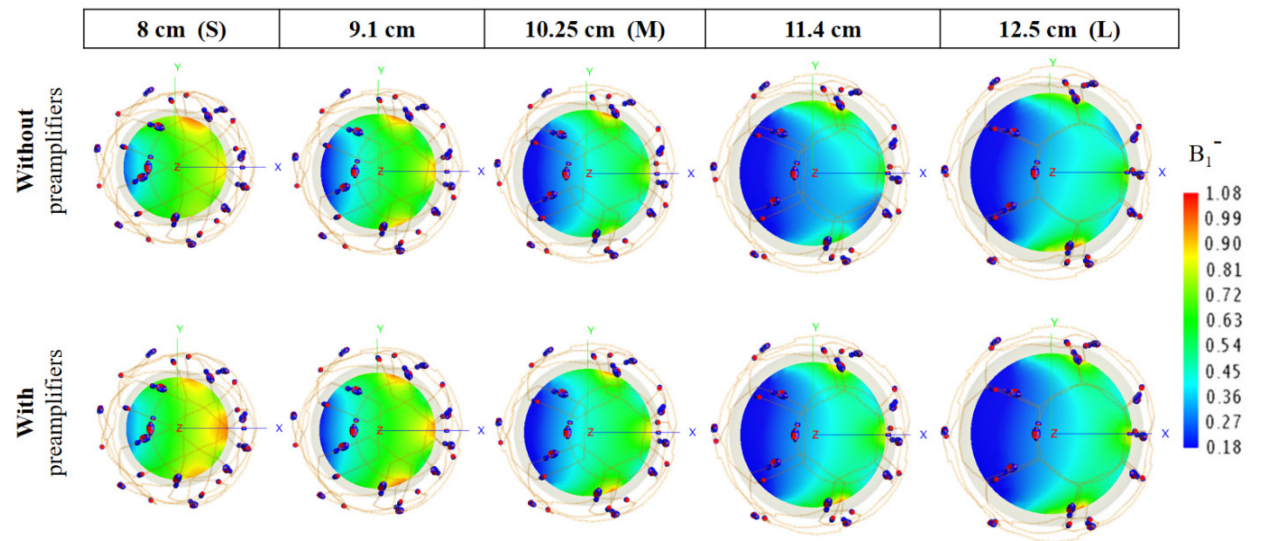 8 cm (S) 9.1 cm 10.25 cm (M) 11.4 cm 12.5 cm (L)
Without
preamplifiers
Y Y Y Y Y
Z X Z X Z X Z X Z X
With
preamplifiers
Y Y Y Y Y
Z X Z X Z X Z X Z X
B₁⁻
1.08
0.99
0.90
0.81
0.72
0.63
0.54
0.45
0.36
0.27
0.18